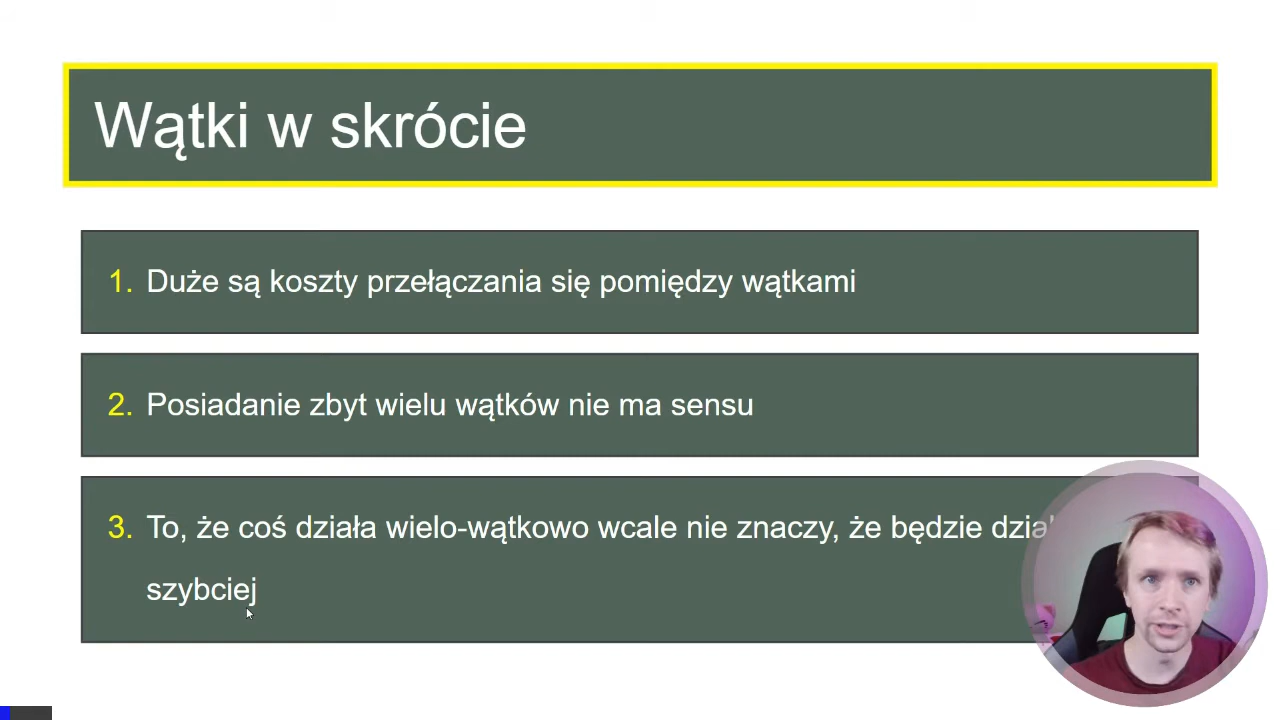 Wątki w skrócie
1. Duże są koszty przełączania się pomiędzy wątkami
2. Posiadanie zbyt wielu wątków nie ma sensu
3. To, że coś działa wielo-wątkowo wcale nie znaczy, że będzie
szybciej